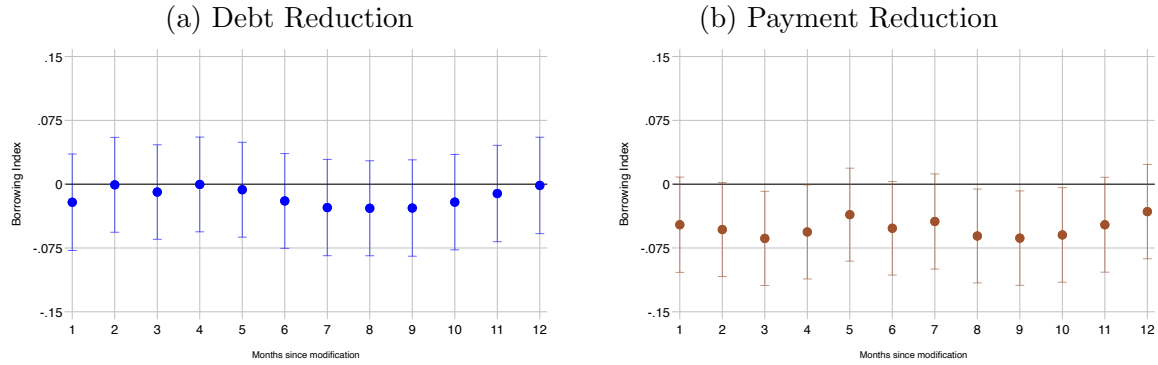 (a) Debt Reduction
.15
.075
0
-.075
-.15
Borrowing Index
1 2 3 4 5 6 7 8 9 10 11 12
Months since modification
(b) Payment Reduction
.15
.075
0
-.075
-.15
Borrowing Index
1 2 3 4 5 6 7 8 9 10 11 12
Months since modification